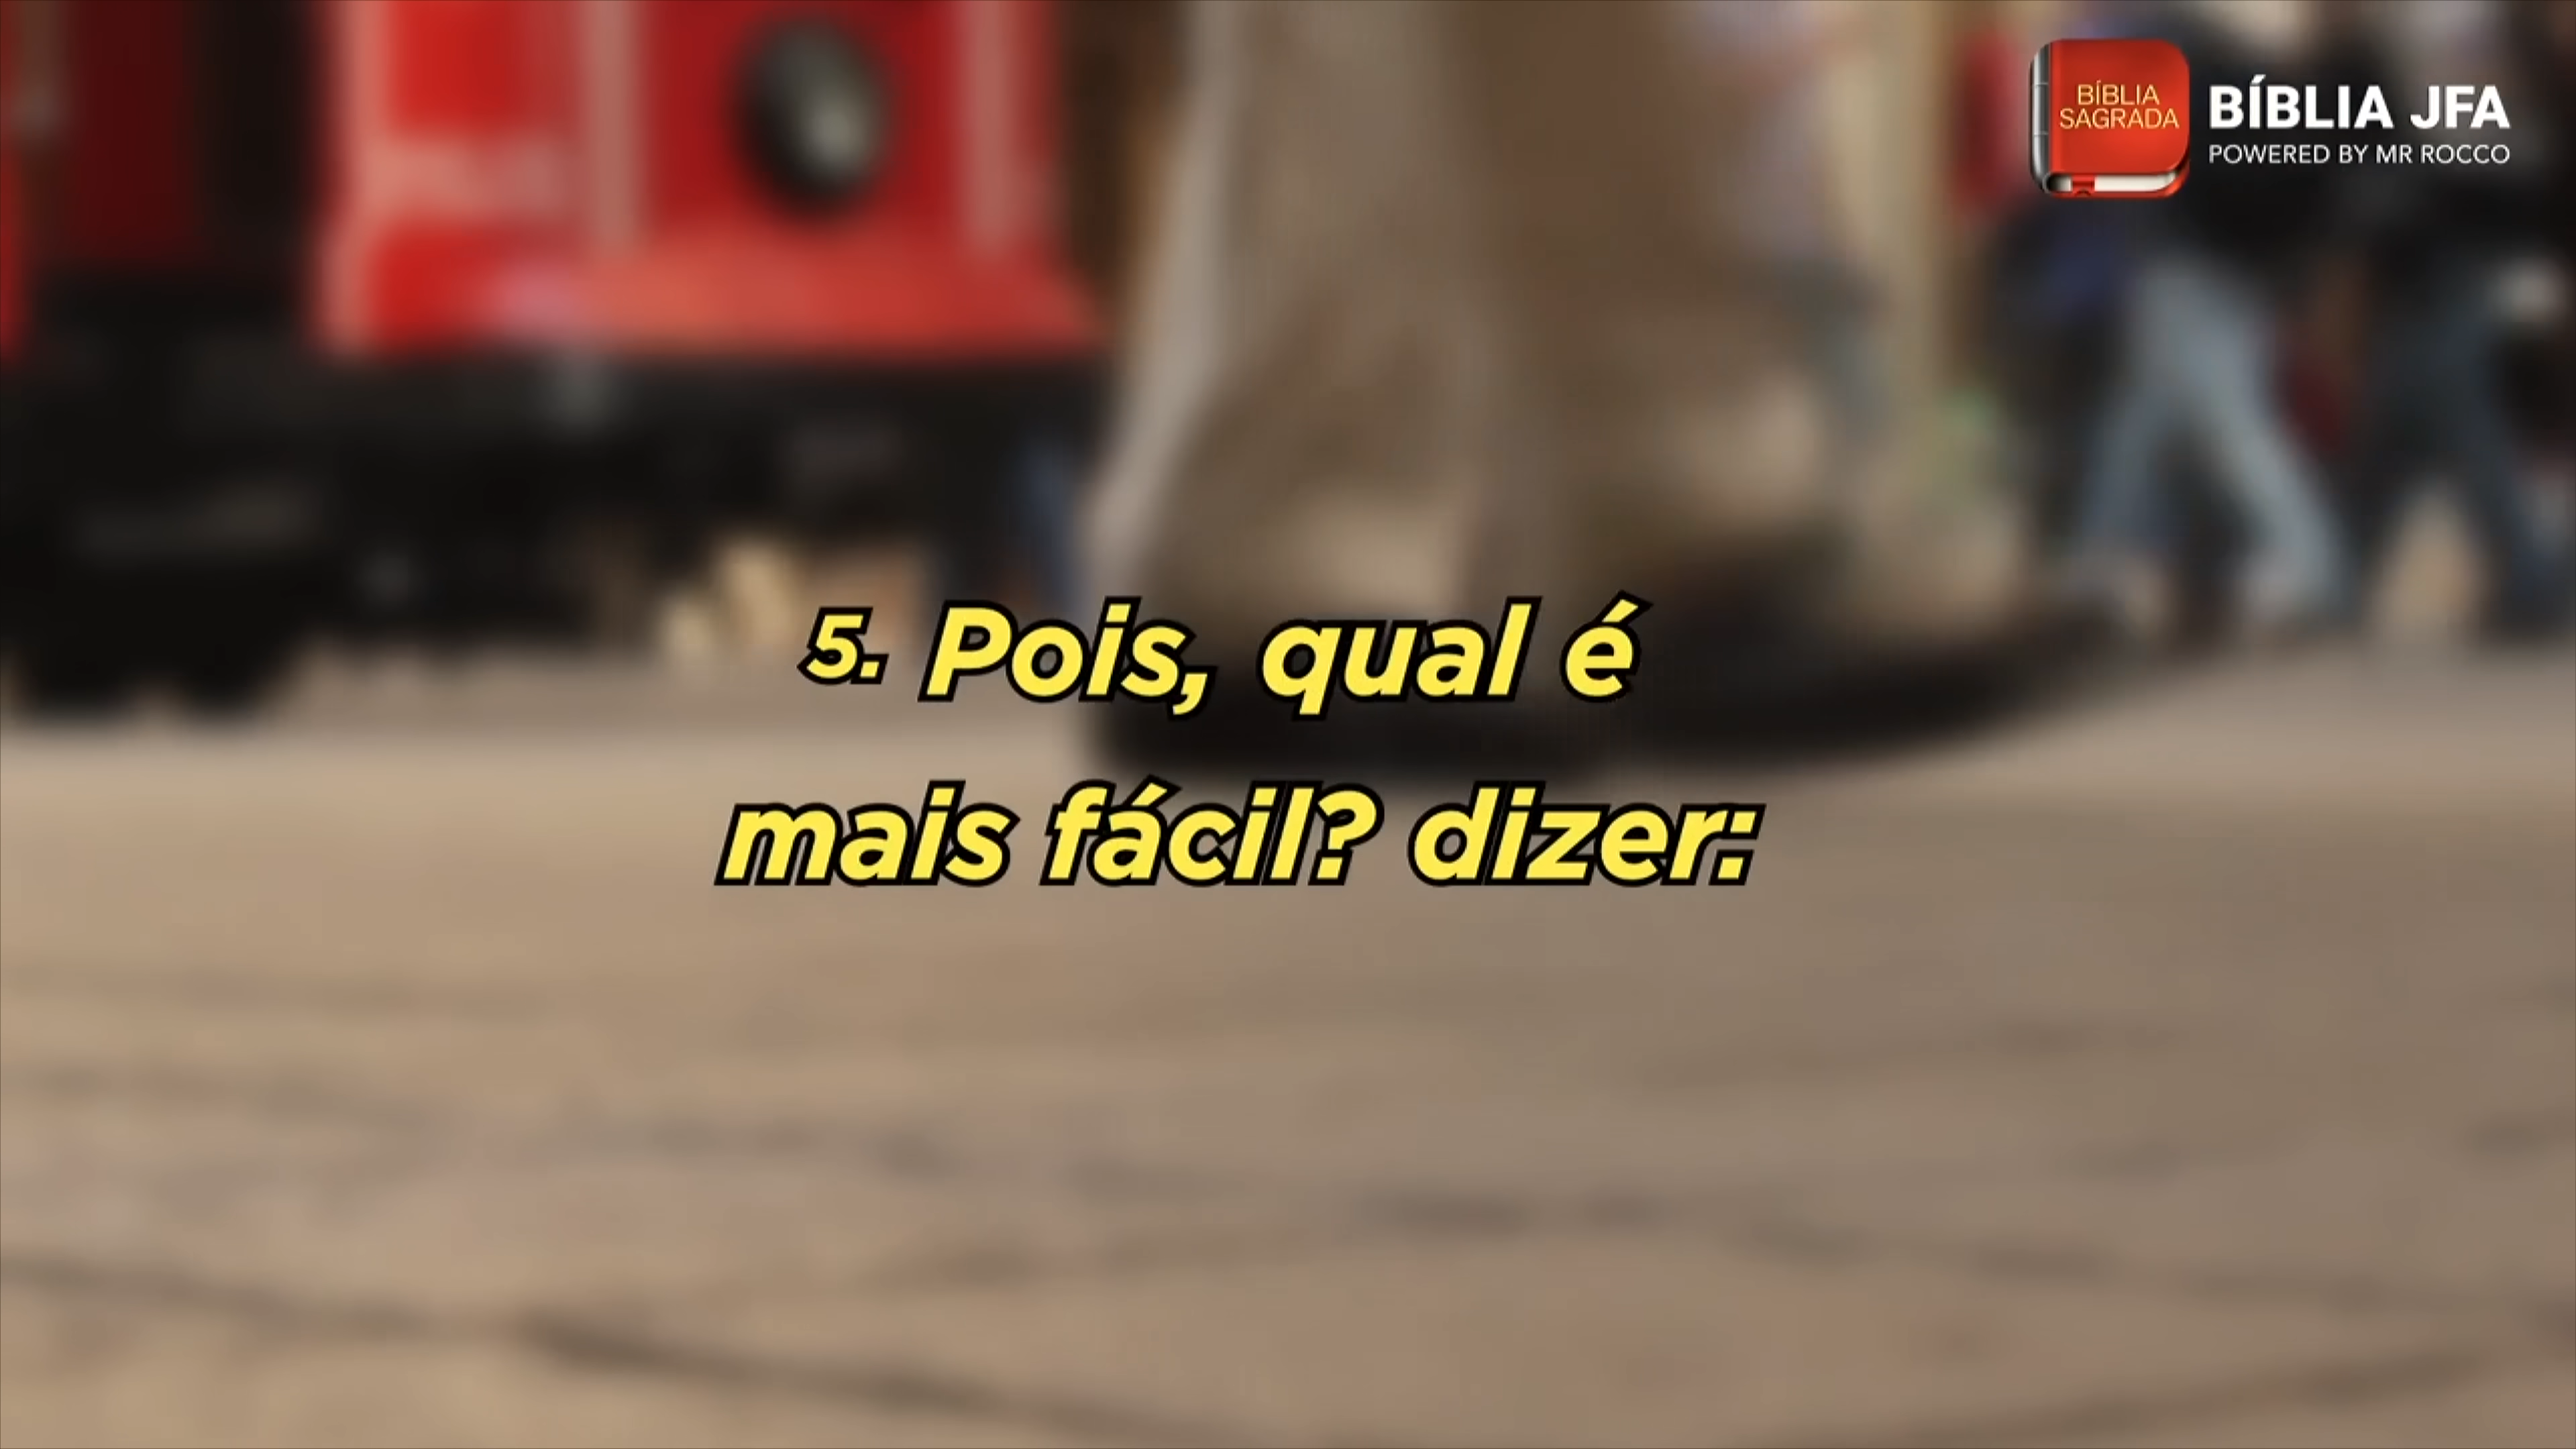 BÍBLIA
SAGRADA
BÍBLIA JFA
POWERED BY MR ROCCO
5. Pois, qual é
mais fácil? dizer: